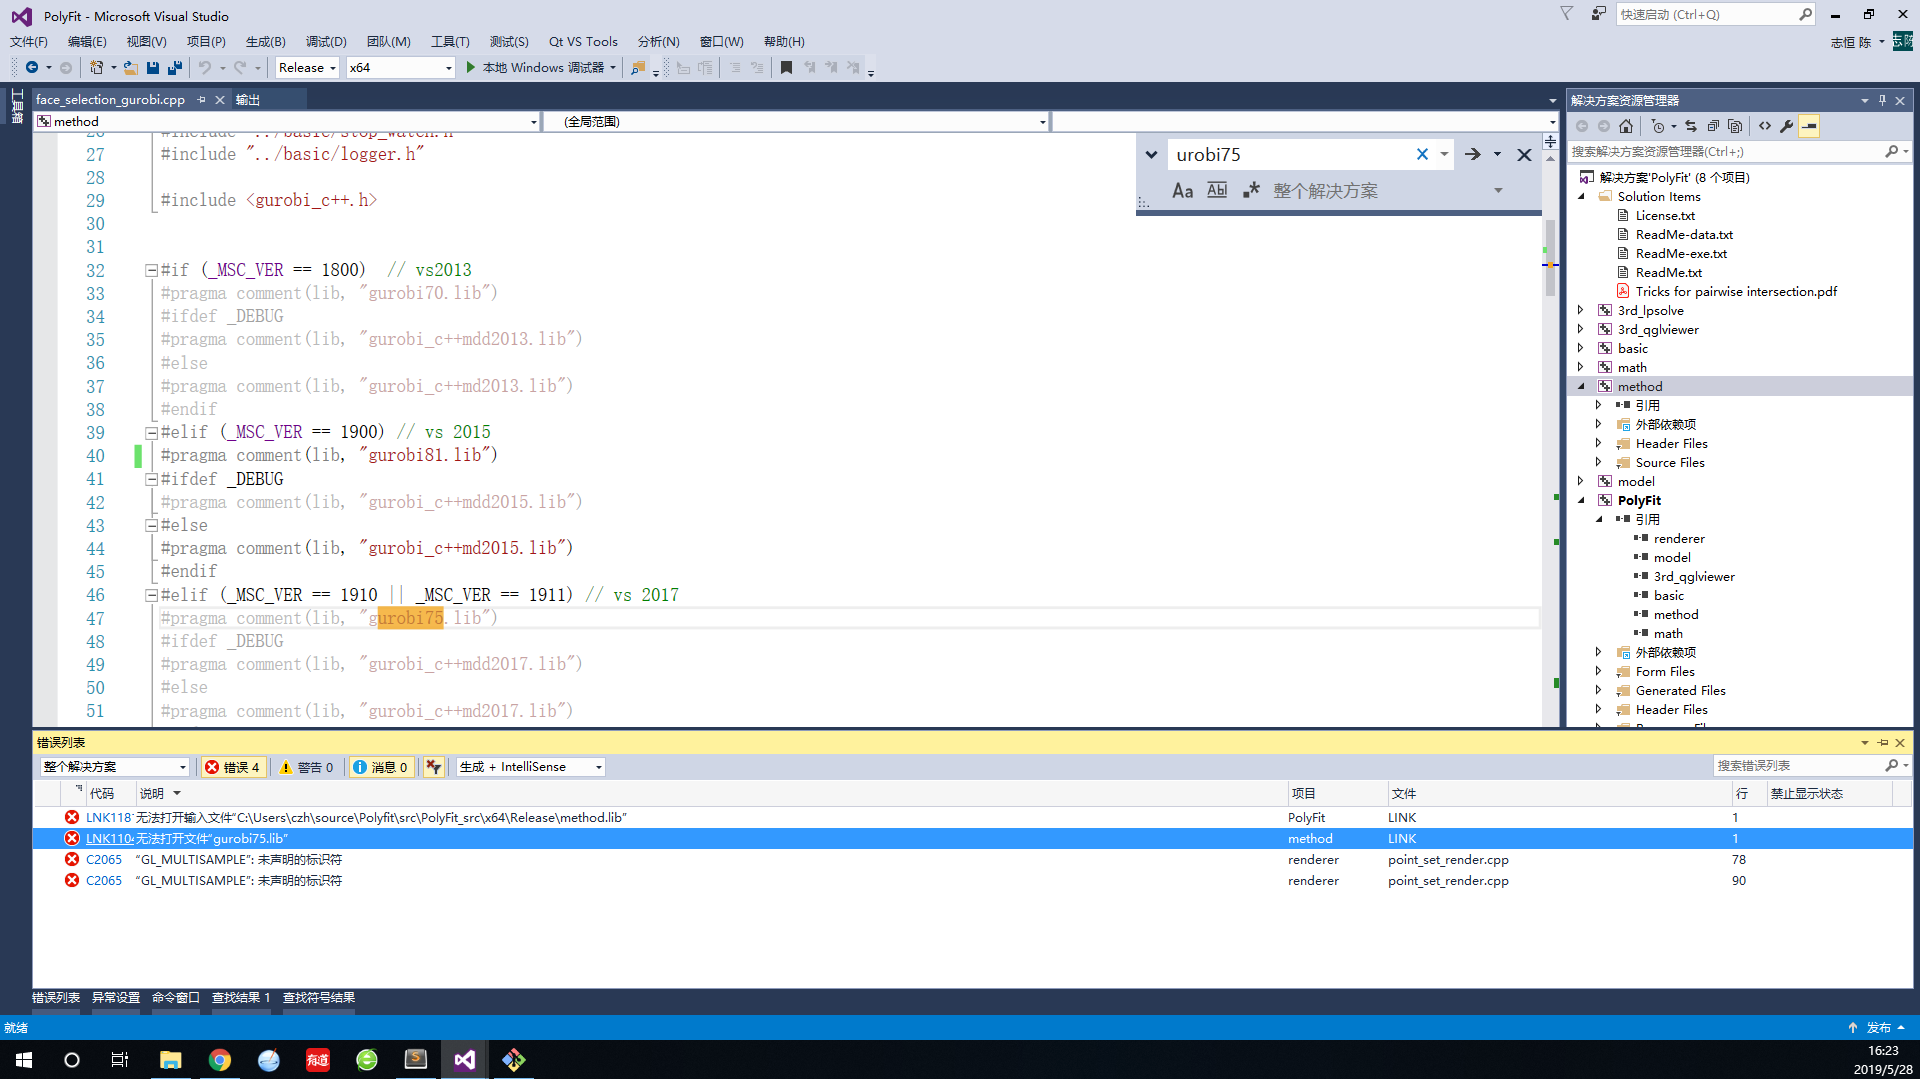 PolyFit - Microsoft Visual Studio
快速启动 (Ctrl+Q)
文件(F) 编辑(E) 视图(V) 项目(P) 生成(B) 调试(D) 团队(M) 工具(T) 测试(S) Qt VS Tools 分析(N) 窗口(W) 帮助(H)
志恒 陈
志陈
Release x64 本地 Windows 调试器
工具箱
face_selection_gurobi.cpp 输出
method (全局范围)
26 #include "../basic/stop_watch.h"
27 #include "../basic/logger.h"
28
29 #include <gurobi_c++.h>
30
31
32 #if (_MSC_VER == 1800) // vs2013
33 #pragma comment(lib, "gurobi70.lib")
34 #ifdef _DEBUG
35 #pragma comment(lib, "gurobi_c++mdd2013.lib")
36 #else
37 #pragma comment(lib, "gurobi_c++md2013.lib")
38 #endif
39 #elif (_MSC_VER == 1900) // vs 2015
40 #pragma comment(lib, "gurobi81.lib")
41 #ifdef _DEBUG
42 #pragma comment(lib, "gurobi_c++mdd2015.lib")
43 #else
44 #pragma comment(lib, "gurobi_c++md2015.lib")
45 #endif
46 #elif (_MSC_VER == 1910 || _MSC_VER == 1911) // vs 2017
47 #pragma comment(lib, "gurobi75.lib")
48 #ifdef _DEBUG
49 #pragma comment(lib, "gurobi_c++mdd2017.lib")
50 #else
51 #pragma comment(lib, "gurobi_c++md2017.lib")
urobi75
Aa Abl .* 整个解决方案
解决方案资源管理器
搜索解决方案资源管理器(Ctrl+;)
解决方案'PolyFit' (8 个项目)
Solution Items
License.txt
ReadMe-data.txt
ReadMe-exe.txt
ReadMe.txt
Tricks for pairwise intersection.pdf
3rd_lpsolve
3rd_qglviewer
basic
math
method
引用
外部依赖项
Header Files
Source Files
model
PolyFit
引用
renderer
model
3rd_qglviewer
basic
method
math
外部依赖项
Form Files
Generated Files
Header Files
错误列表
整个解决方案 错误 4 警告 0 消息 0 生成 + IntelliSense
搜索错误列表
代码 说明 项目 文件 行 禁止显示状态
LNK118 无法打开输入文件“C:\Users\czh\source\Polyfit\src\PolyFit_src\x64\Release\method.lib” PolyFit LINK 1
LNK1104 无法打开文件“gurobi75.lib” method LINK 1
C2065 “GL_MULTISAMPLE”: 未声明的标识符 renderer point_set_render.cpp 78
C2065 “GL_MULTISAMPLE”: 未声明的标识符 renderer point_set_render.cpp 90
错误列表 异常设置 命令窗口 查找结果 1 查找符号结果
就绪
发布
有道
16:23
2019/5/28